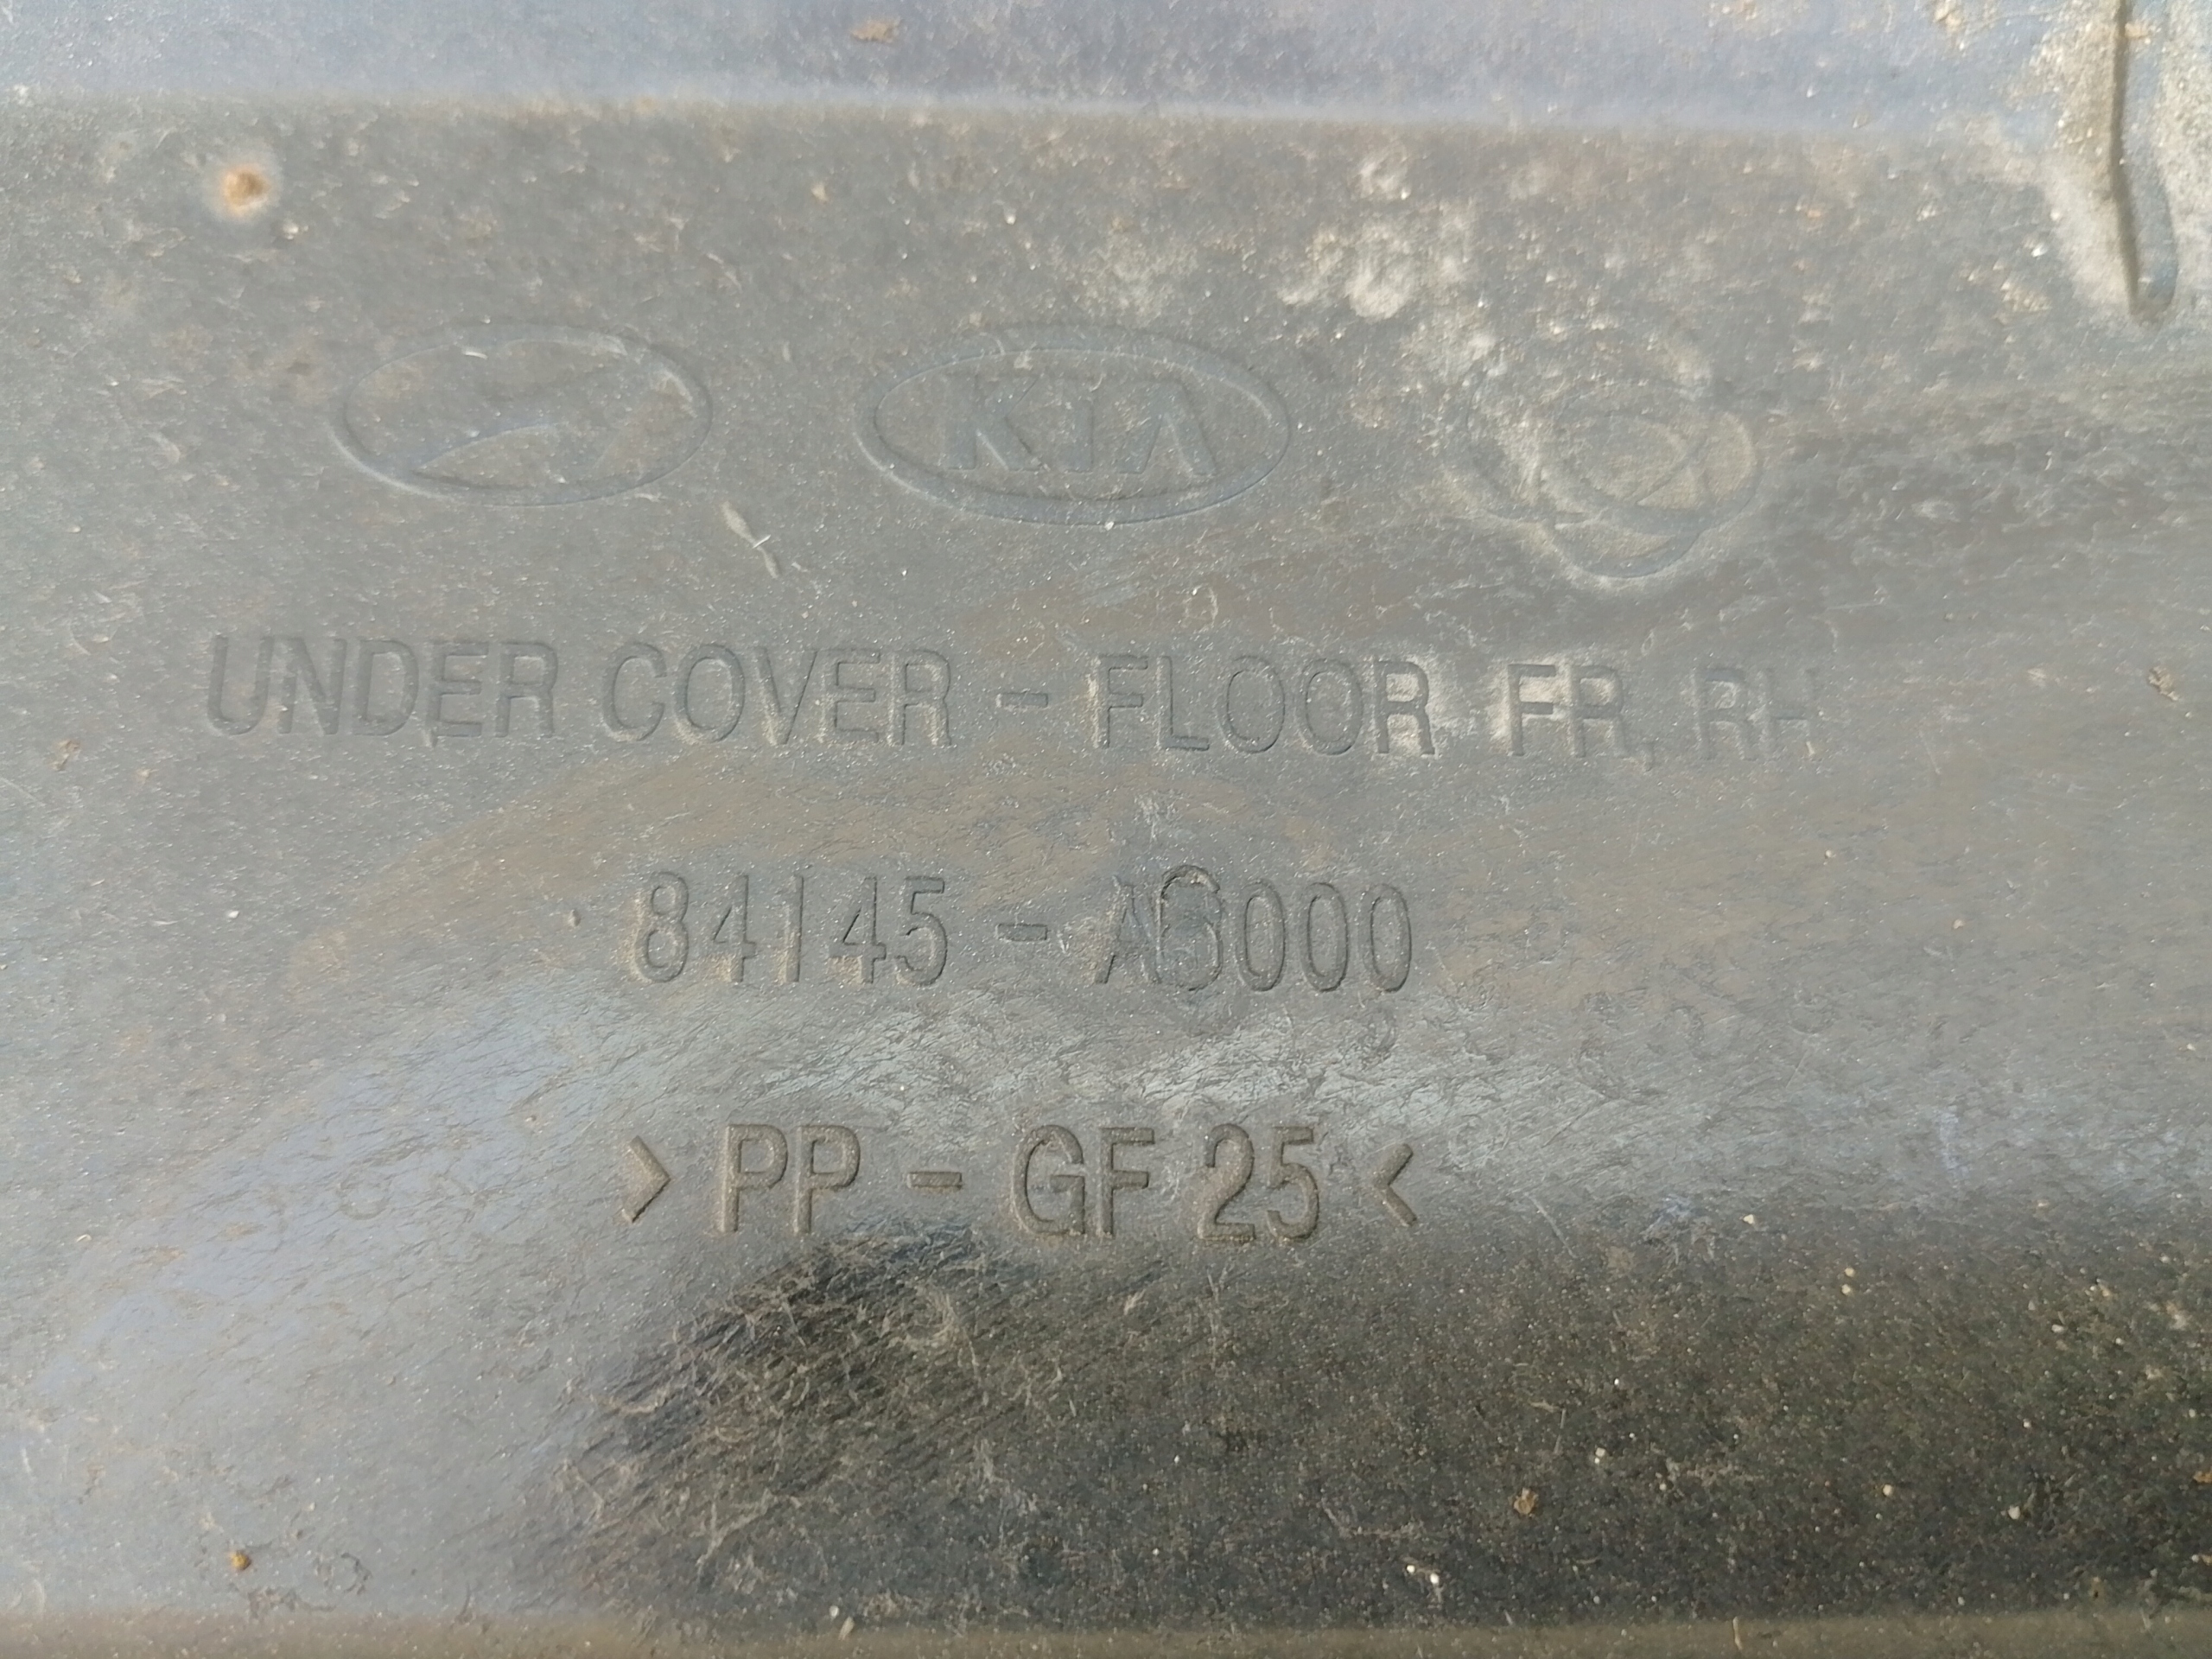 KIA
UNDER COVER - FLOOR FR, RH
84145 - A6000
> PP - GF 25 <